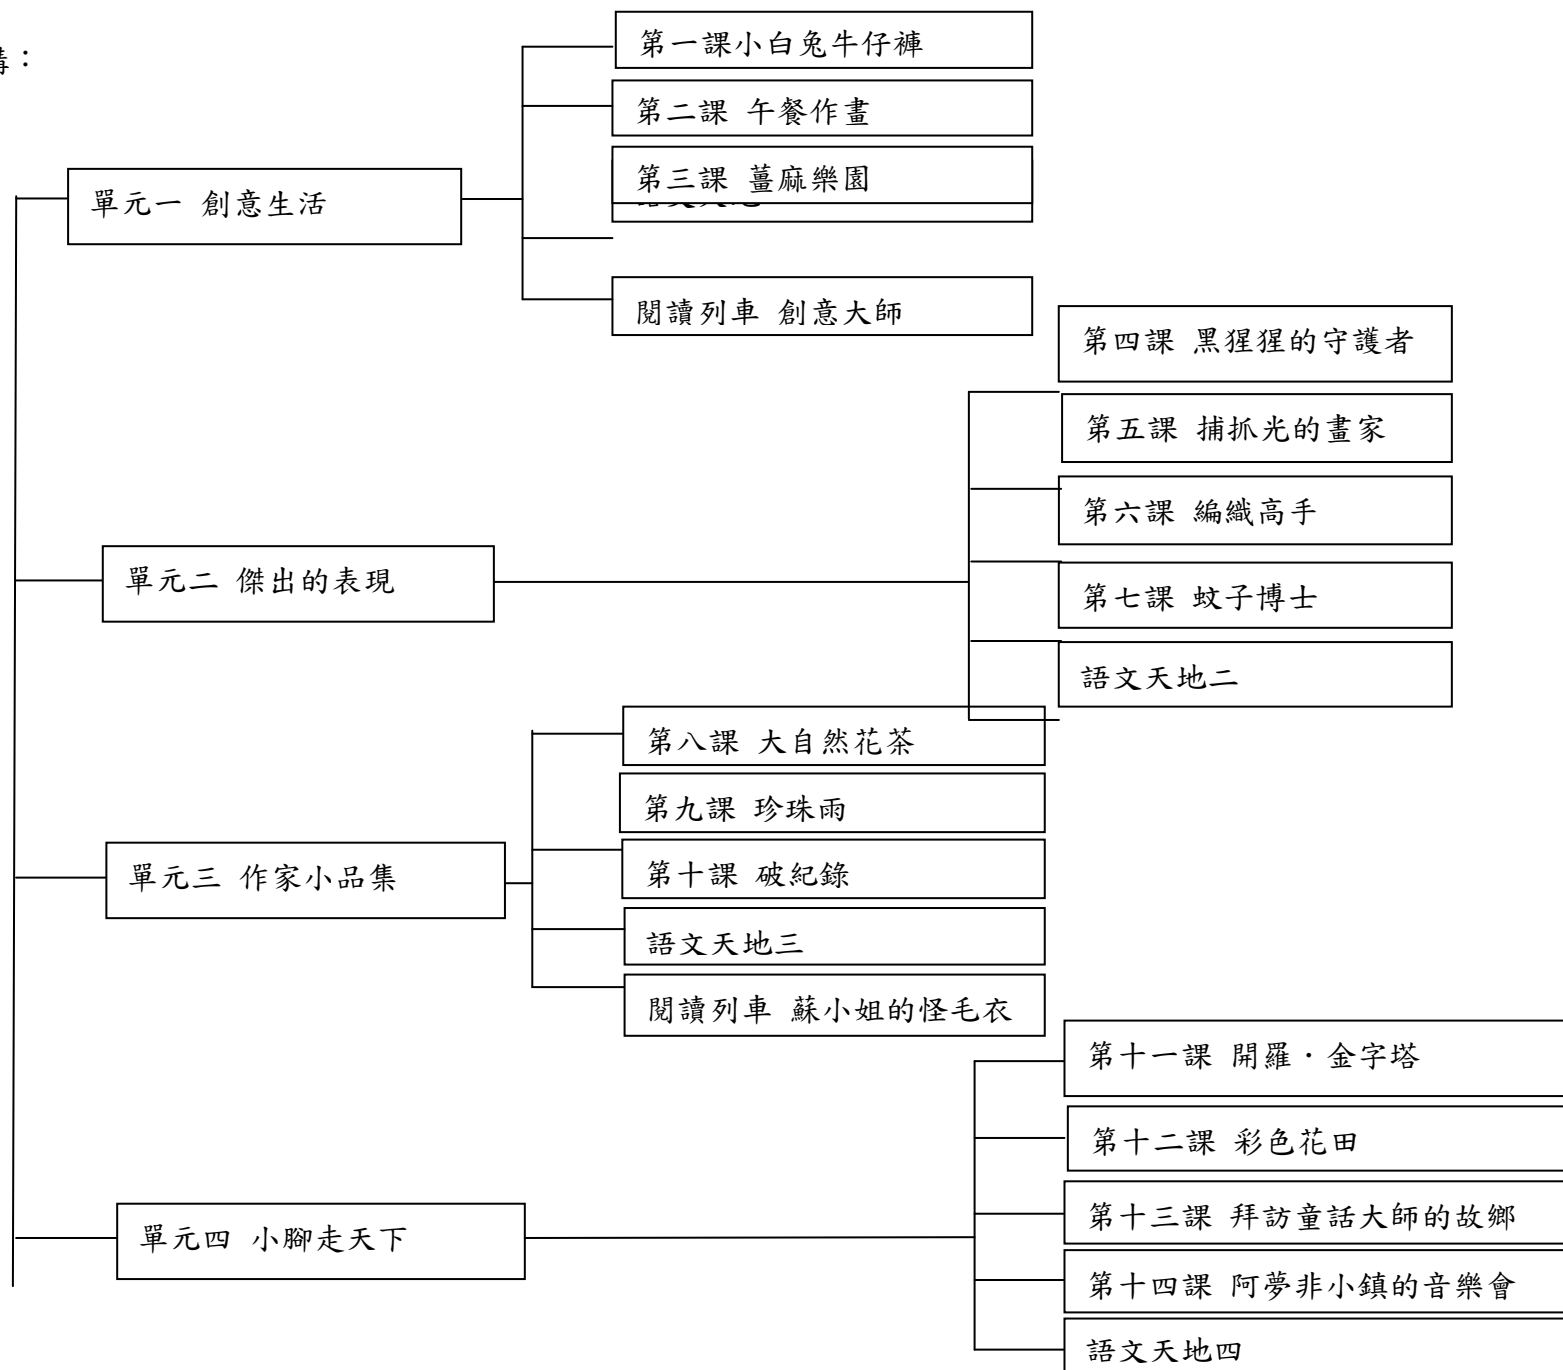 構：
單元一 創意生活
第一課小白兔牛仔褲
第二課 午餐作畫
第三課 薑麻樂園
閱讀列車 創意大師
單元二 傑出的表現
第四課 黑猩猩的守護者
第五課 捕抓光的畫家
第六課 編織高手
第七課 蚊子博士
語文天地二
單元三 作家小品集
第八課 大自然花茶
第九課 珍珠雨
第十課 破紀錄
語文天地三
閱讀列車 蘇小姐的怪毛衣
單元四 小腳走天下
第十一課 開羅．金字塔
第十二課 彩色花田
第十三課 拜訪童話大師的故鄉
第十四課 阿夢非小鎮的音樂會
語文天地四